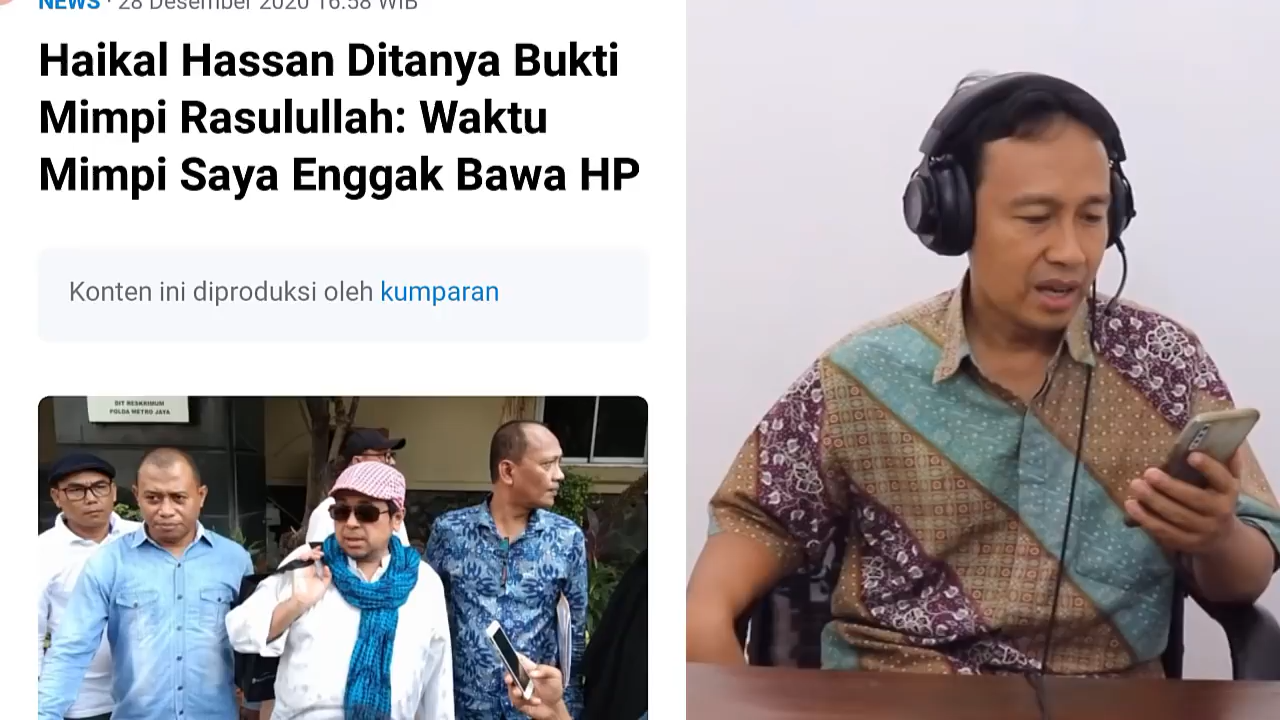 NEWS · 28 Desember 2020 16:58 WIB
Haikal Hassan Ditanya Bukti
Mimpi Rasulullah: Waktu
Mimpi Saya Enggak Bawa HP
Konten ini diproduksi oleh kumparan
DIT RESKRIMUM
POLDA METRO JAYA